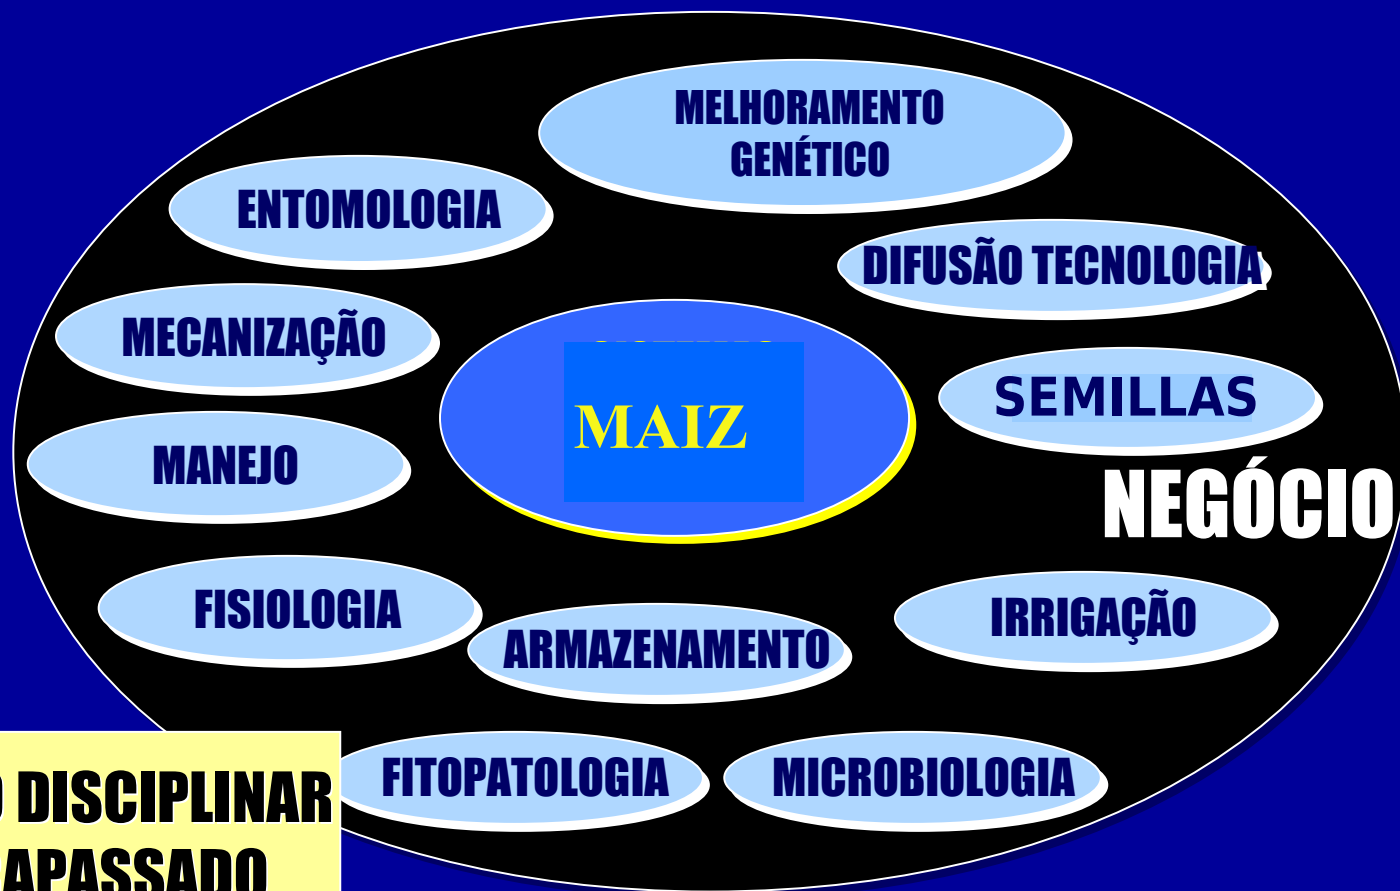 MELHORAMENTO
GENÉTICO
ENTOMOLOGIA
DIFUSÃO TECNOLOGIA
MECANIZAÇÃO
MAIZ
SEMILLAS
MANEJO
NEGÓCIO
FISIOLOGIA
ARMAZENAMENTO
IRRIGAÇÃO
FITOPATOLOGIA
MICROBIOLOGIA
DISCIPLINAR
APASSADO